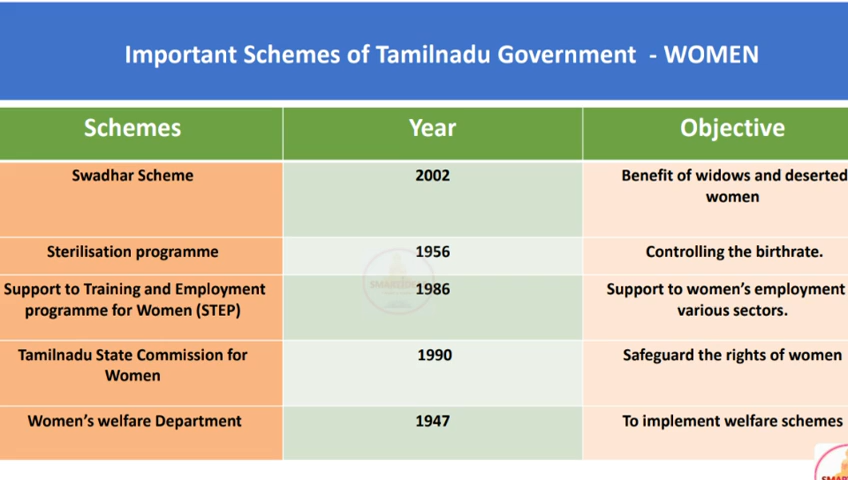 Important Schemes of Tamilnadu Government - WOMEN
Schemes Year Objective
Swadhar Scheme 2002 Benefit of widows and deserted
women
Sterilisation programme 1956 Controlling the birthrate.
Support to Training and Employment 1986 Support to women's employment
programme for Women (STEP) various sectors.
Tamilnadu State Commission for 1990 Safeguard the rights of women
Women
Women's welfare Department 1947 To implement welfare schemes